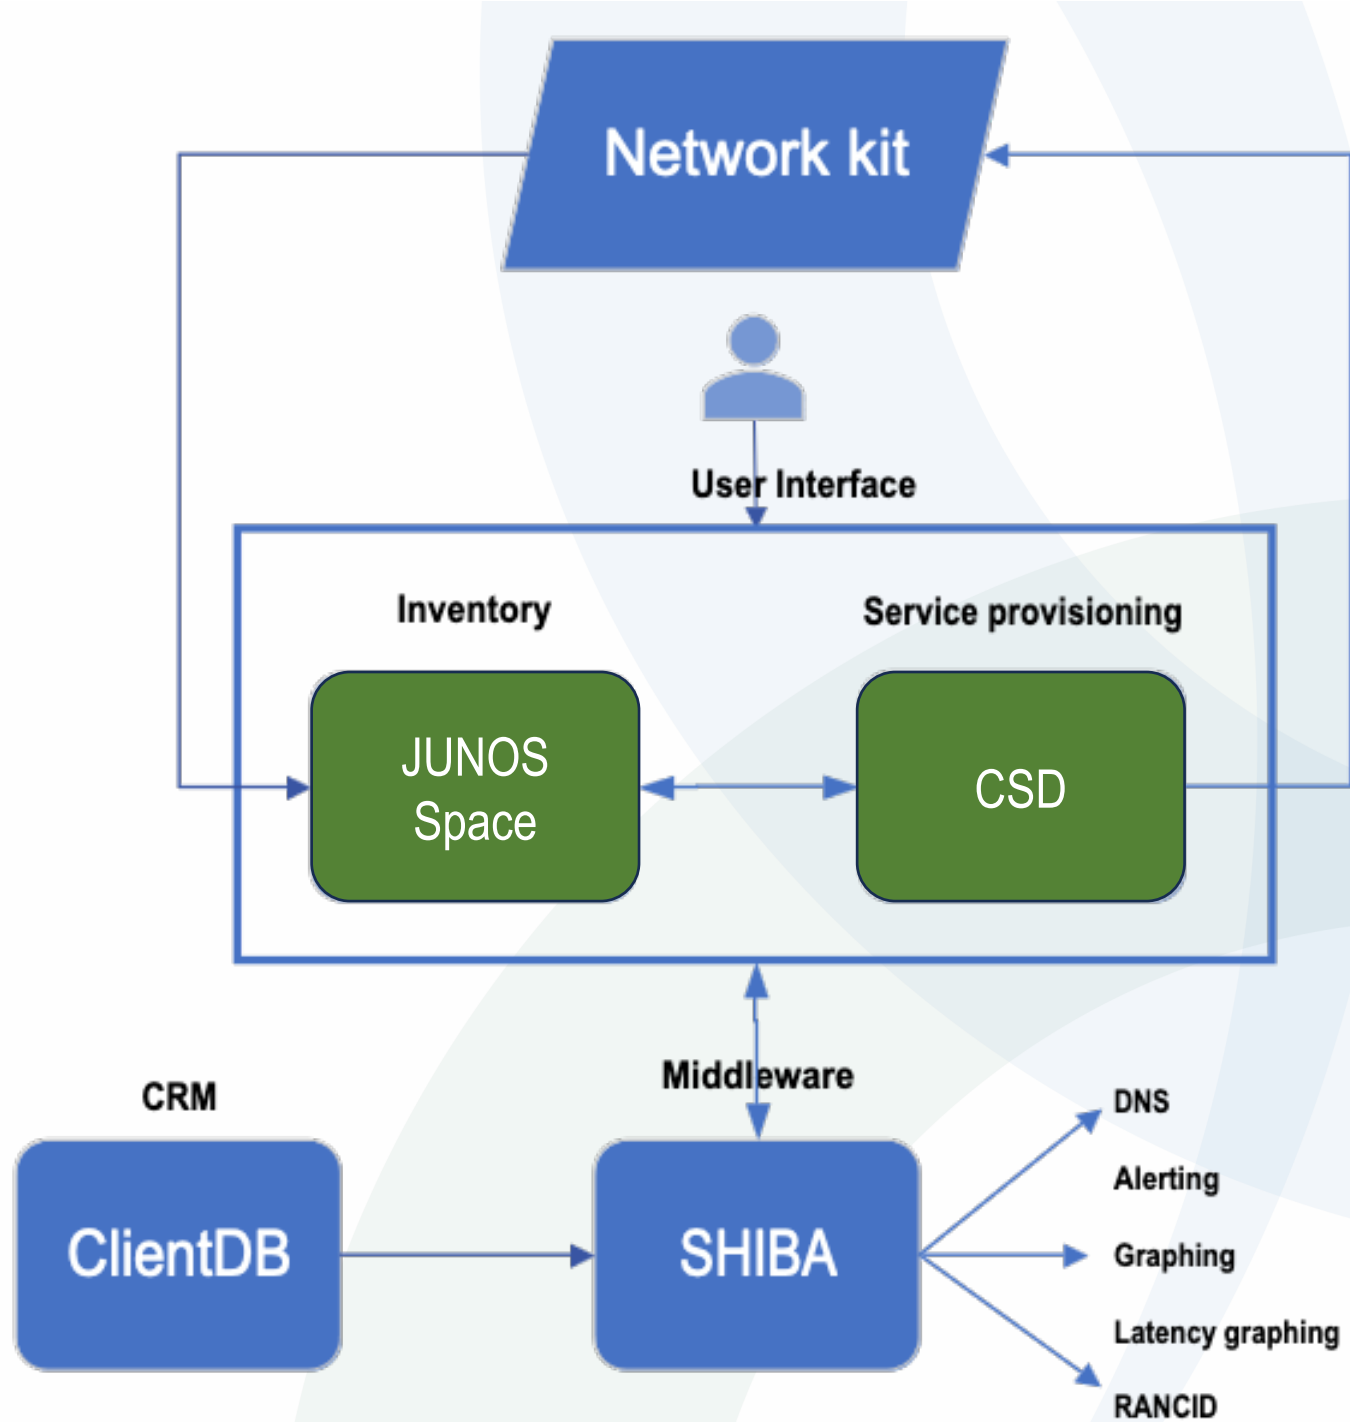 Network kit
User Interface
Inventory
Service provisioning
JUNOS
Space
CSD
Middleware
CRM
ClientDB
SHIBA
DNS
Alerting
Graphing
Latency graphing
RANCID